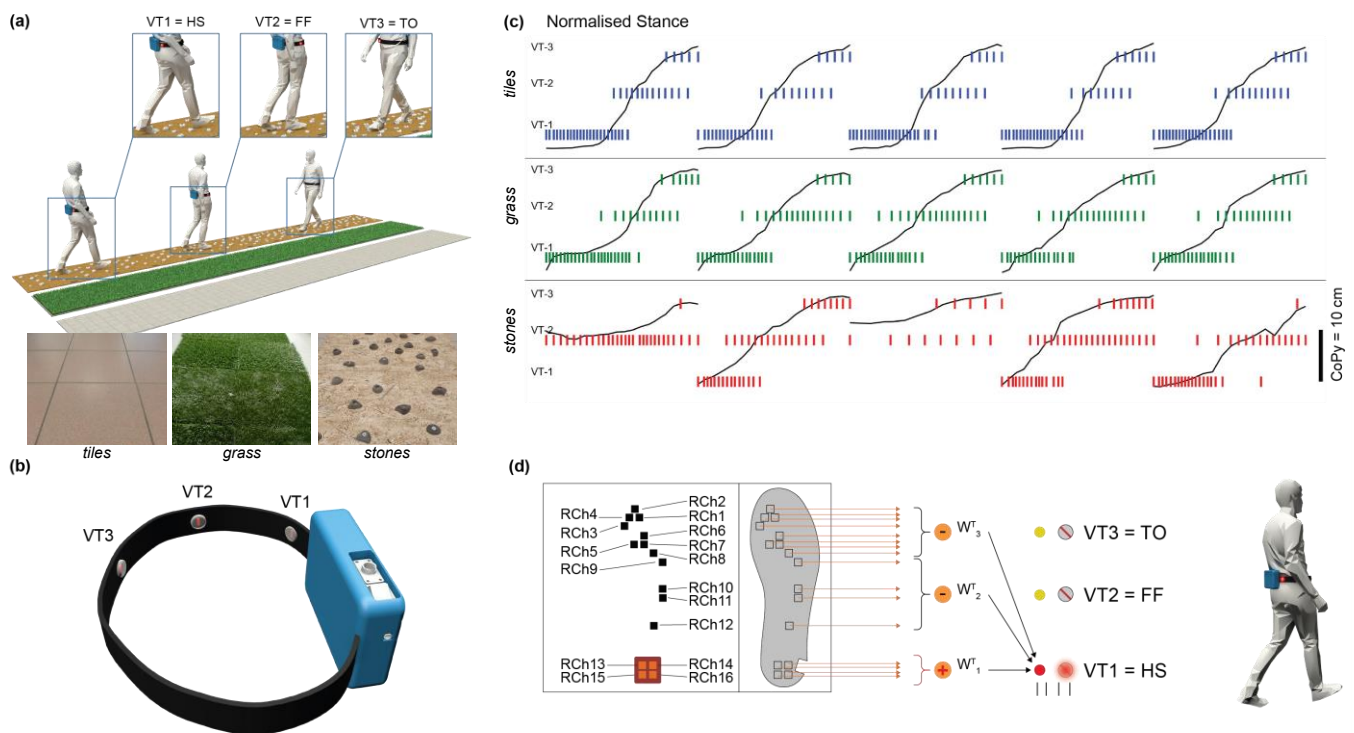 (a)
VT1 = HS
VT2 = FF
VT3 = TO
tiles
grass
stones
(b)
VT3
VT2
VT1
(c)
Normalised Stance
tiles
VT-3
VT-2
VT-1
grass
VT-3
VT-2
VT-1
stones
VT-3
VT-2
VT-1
CoPy = 10 cm
(d)
RCh2
RCh4
RCh1
RCh3
RCh6
RCh5
RCh7
RCh8
RCh9
RCh10
RCh11
RCh12
RCh13
RCh14
RCh15
RCh16
- W^T_3
- W^T_2
+ W^T_1
VT3 = TO
VT2 = FF
VT1 = HS